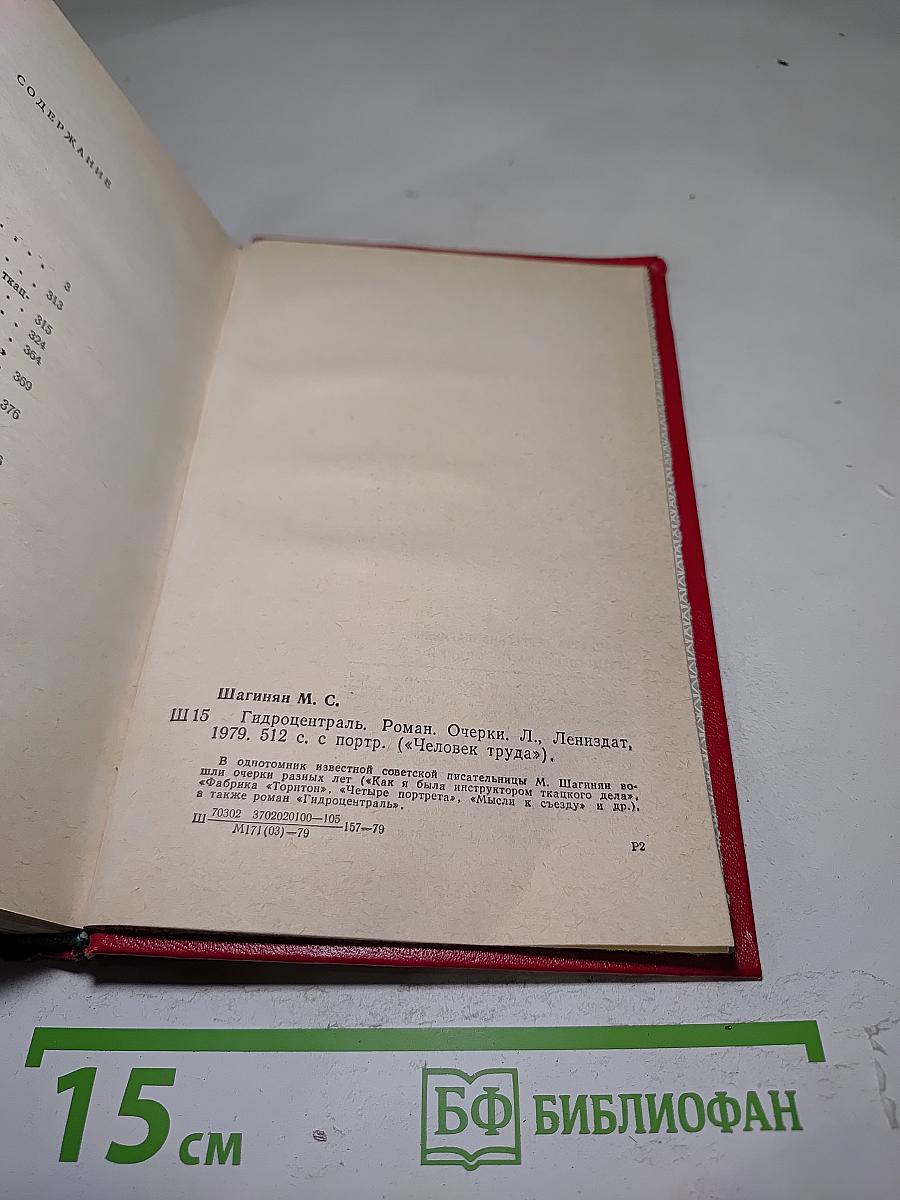 СОДЕРЖАНИЕ
3
313
ткац-
315
324
364
369
376
Шагинян М. С.
Ш 15 Гидроцентраль. Роман. Очерки. Л., Лениздат,
1979. 512 с. с портр. («Человек труда»).
В однотомник известной советской писательницы М. Шагинян во-
шли очерки разных лет («Как я была инструктором ткацкого дела»,
«Фабрика «Торнтон», «Четыре портрета», «Мысли к съезду» и др.),
а также роман «Гидроцентраль».
Ш 70302 3702020100—105 157—79
М171(03)—79
Р2
15 см
БФ БИБЛИОФАН